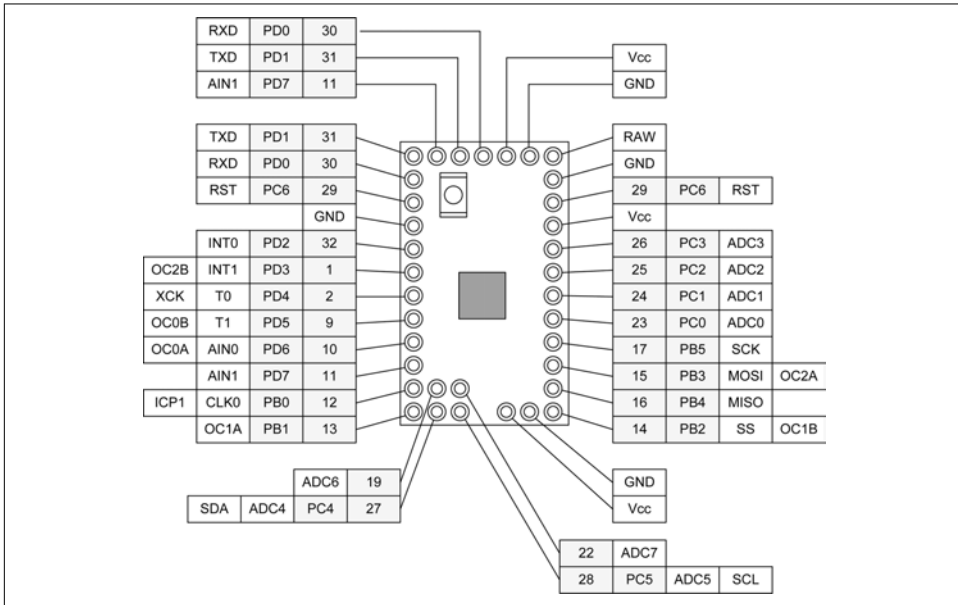 RXD PD0 30
TXD PD1 31 Vcc
AIN1 PD7 11 GND
TXD PD1 31 RAW
RXD PD0 30 GND
RST PC6 29 29 PC6 RST
GND Vcc
INT0 PD2 32 26 PC3 ADC3
OC2B INT1 PD3 1 25 PC2 ADC2
XCK T0 PD4 2 24 PC1 ADC1
OC0B T1 PD5 9 23 PC0 ADC0
OC0A AIN0 PD6 10 17 PB5 SCK
AIN1 PD7 11 15 PB3 MOSI OC2A
ICP1 CLK0 PB0 12 16 PB4 MISO
OC1A PB1 13 14 PB2 SS OC1B
ADC6 19 GND
SDA ADC4 PC4 27 Vcc
22 ADC7
28 PC5 ADC5 SCL